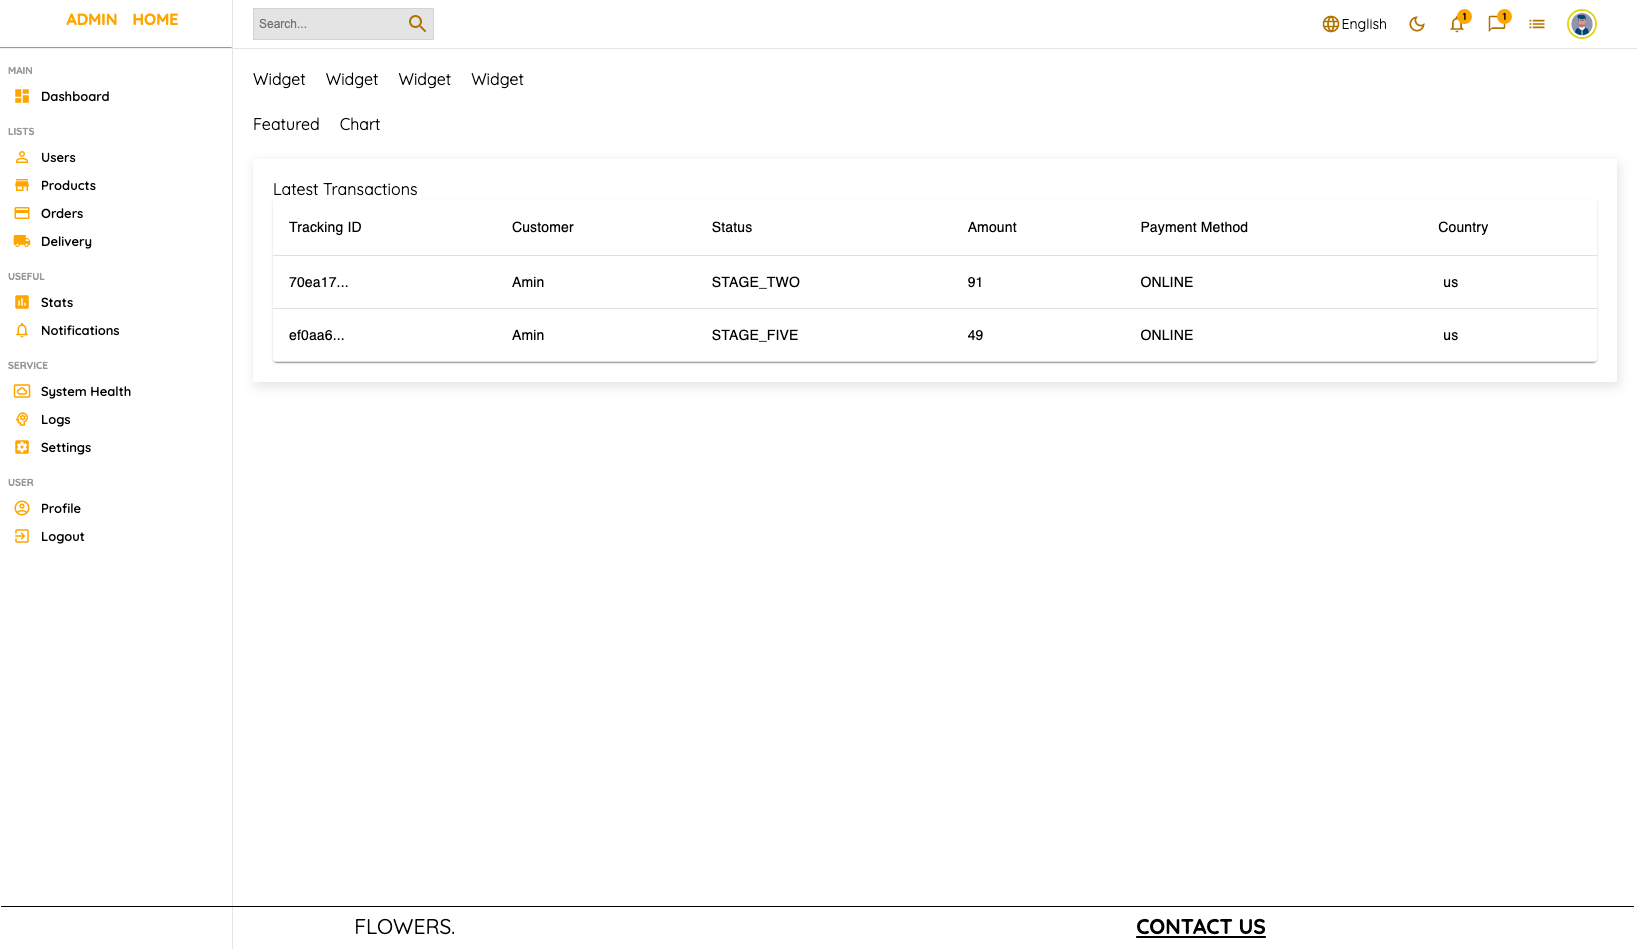 ADMIN HOME
Search...
English
1
1
MAIN
Dashboard
LISTS
Users
Products
Orders
Delivery
USEFUL
Stats
Notifications
SERVICE
System Health
Logs
Settings
USER
Profile
Logout
Widget Widget Widget Widget
Featured Chart
Latest Transactions
Tracking ID Customer Status Amount Payment Method Country
70ea17... Amin STAGE_TWO 91 ONLINE us
ef0aa6... Amin STAGE_FIVE 49 ONLINE us
FLOWERS.
CONTACT US